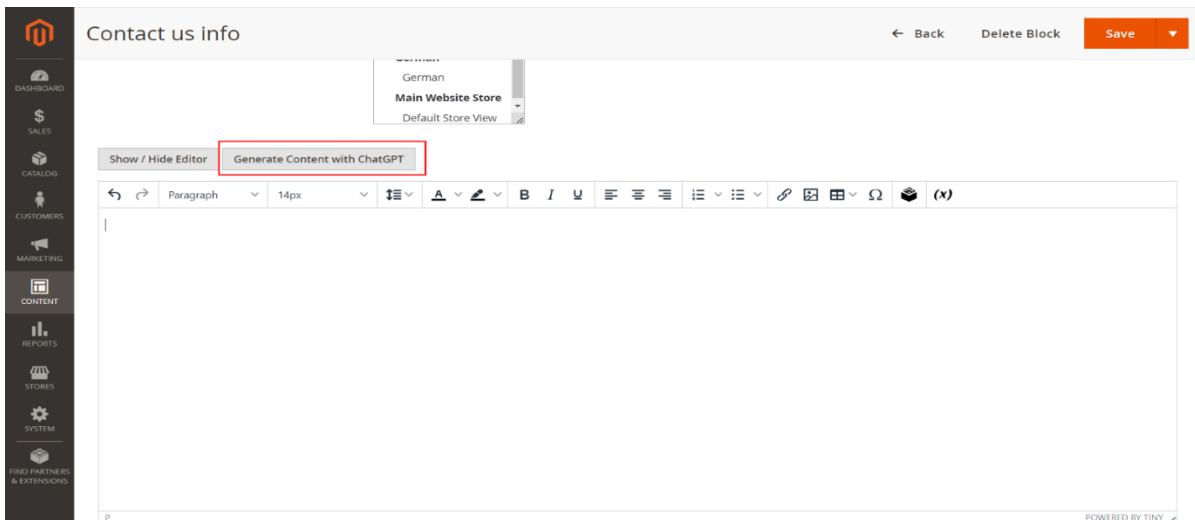 Contact us info
← Back
Delete Block
Save
German
Main Website Store
Default Store View
DASHBOARD
SALES
CATALOG
CUSTOMERS
MARKETING
CONTENT
REPORTS
STORES
SYSTEM
FIND PARTNERS
& EXTENSIONS
Show / Hide Editor
Generate Content with ChatGPT
Paragraph
14px
A
B I U
Ω
(x)
P
POWERED BY TINY